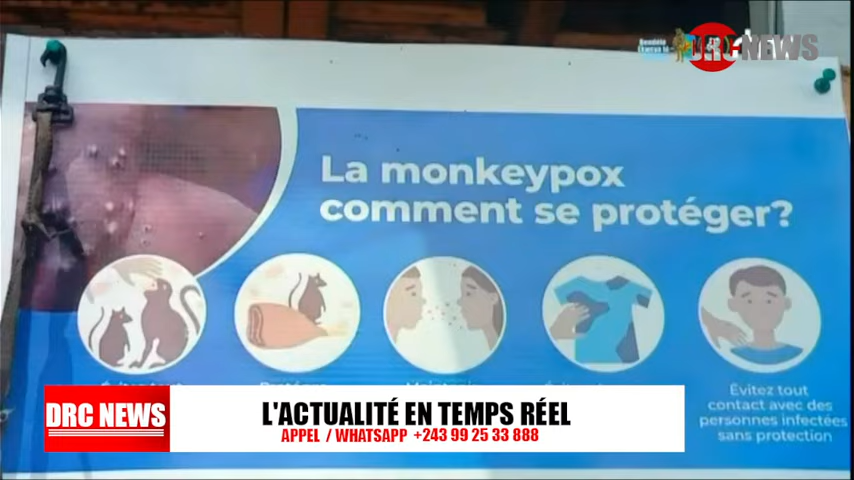 DRC NEWS
La monkeypox
comment se protéger?
Évitez tout
contact avec des
personnes infectées
sans protection
DRC NEWS
L'ACTUALITÉ EN TEMPS RÉEL
APPEL / WHATSAPP +243 99 25 33 888